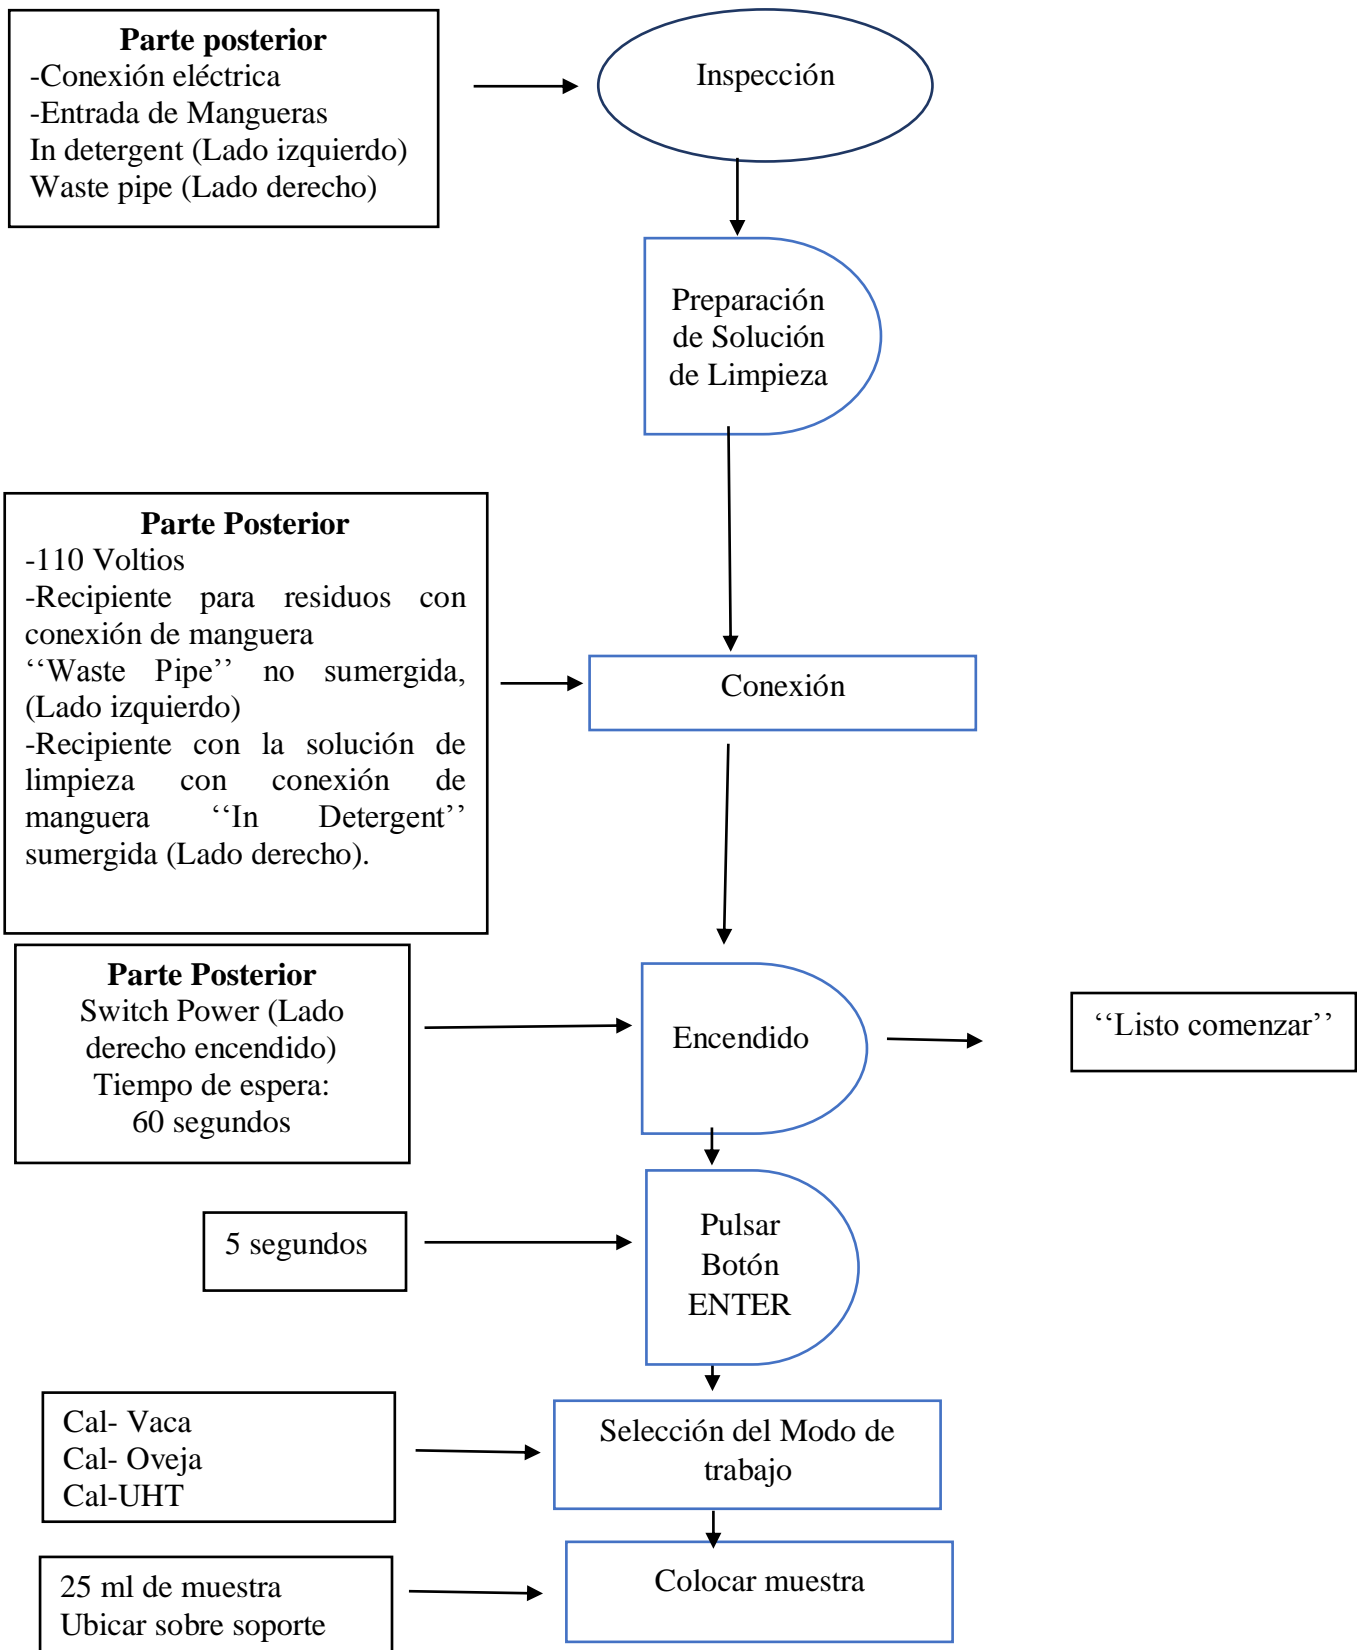 Parte posterior
-Conexión eléctrica
-Entrada de Mangueras
In detergent (Lado izquierdo)
Waste pipe (Lado derecho)
Inspección
Preparación
de Solución
de Limpieza
Parte Posterior
-110 Voltios
-Recipiente para residuos con
conexión de manguera
‘‘Waste Pipe’’ no sumergida,
(Lado izquierdo)
-Recipiente con la solución de
limpieza con conexión de
manguera ‘‘In Detergent’’
sumergida (Lado derecho).
Conexión
Parte Posterior
Switch Power (Lado
derecho encendido)
Tiempo de espera:
60 segundos
Encendido
‘‘Listo comenzar’’
5 segundos
Pulsar
Botón
ENTER
Cal- Vaca
Cal- Oveja
Cal-UHT
Selección del Modo de
trabajo
25 ml de muestra
Ubicar sobre soporte
Colocar muestra